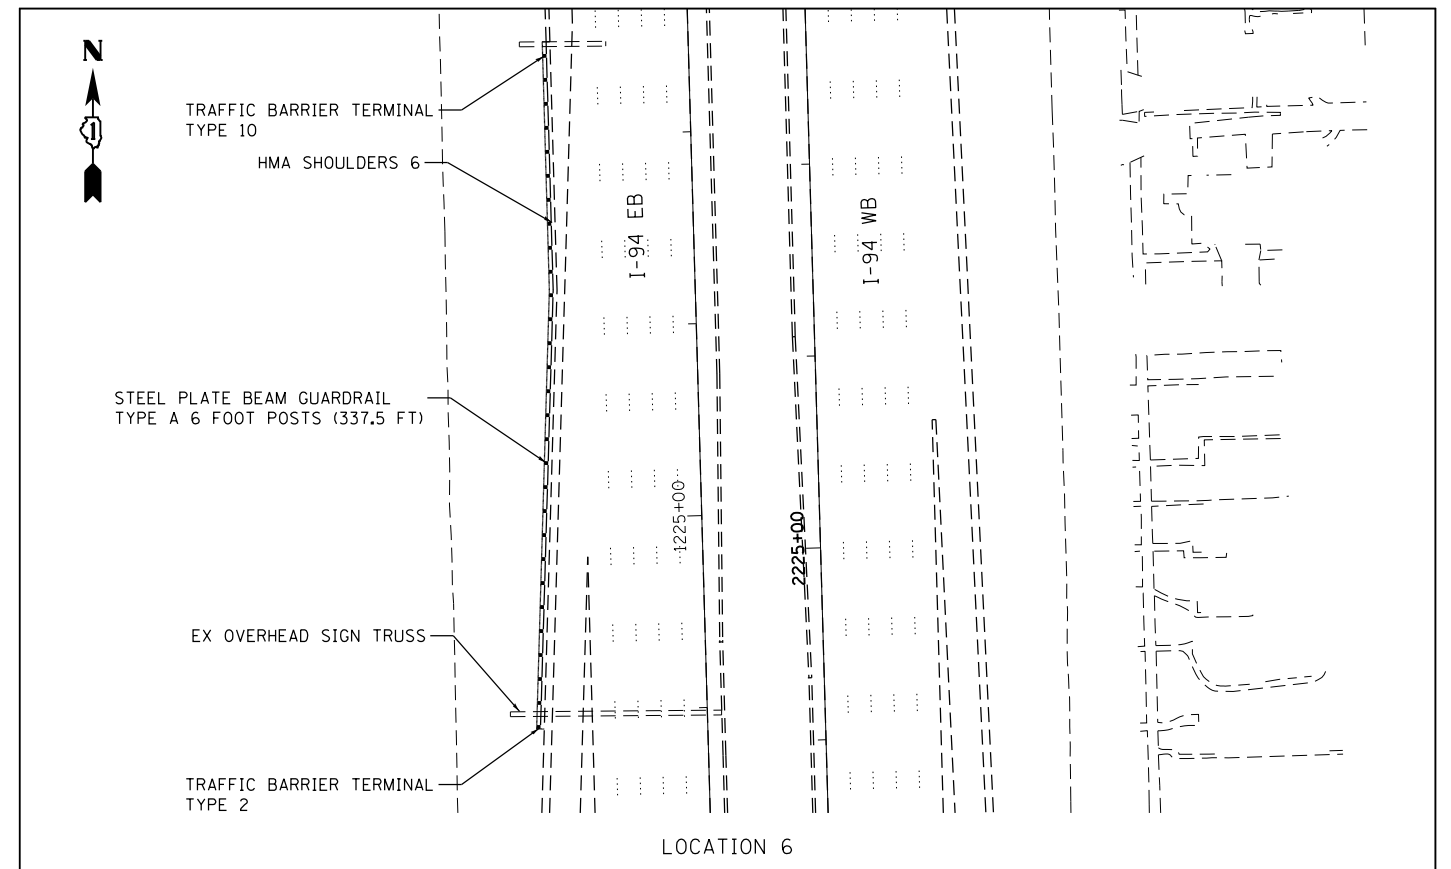 N
1
TRAFFIC BARRIER TERMINAL
TYPE 10
HMA SHOULDERS 6
I-94 EB
I-94 WB
STEEL PLATE BEAM GUARDRAIL
TYPE A 6 FOOT POSTS (337.5 FT)
1225+00
2225+00
EX OVERHEAD SIGN TRUSS
TRAFFIC BARRIER TERMINAL
TYPE 2
LOCATION 6